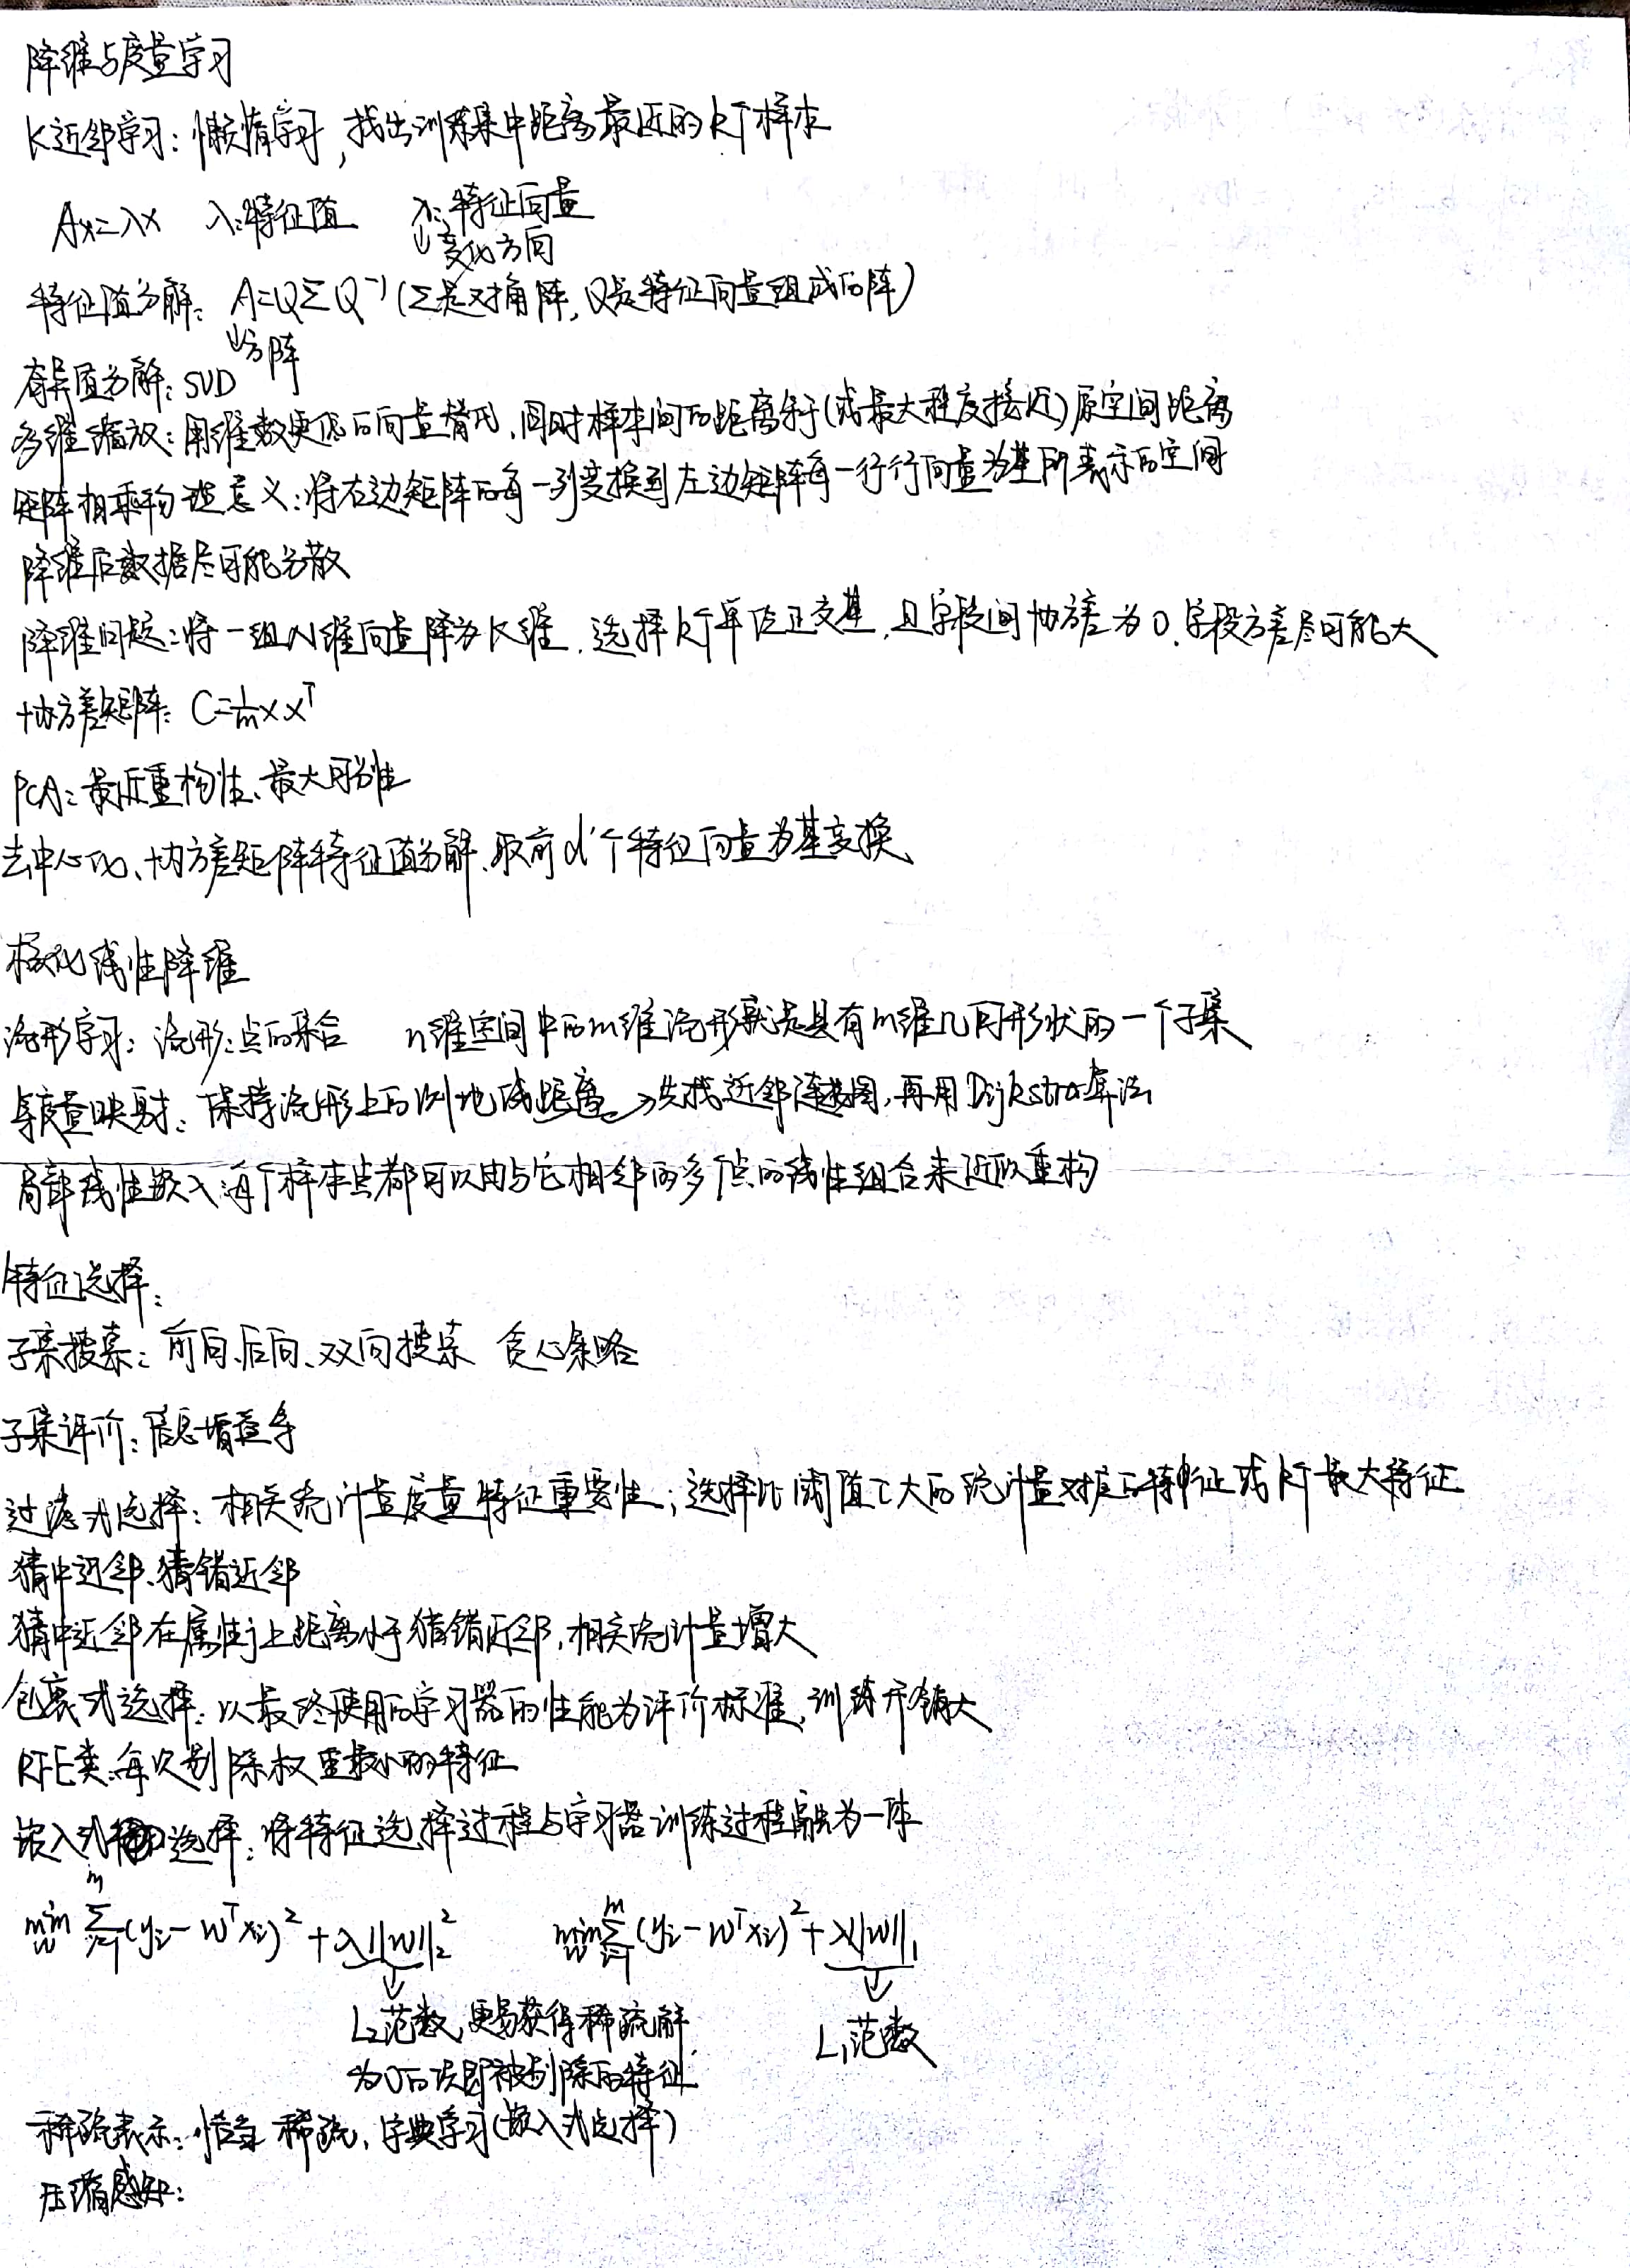 降维与度量学习
K近邻学习：懒惰学习，找出训练集中距离最近的k个样本
Ax=λx λ:特征值 λ:特征向量
↓变化方向
特征值分解：A=QΣQ⁻¹(Σ是对角阵,Q是特征向量组成的阵)
↓方阵
奇异值分解：SVD
多维缩放：用维数更低的向量替代,同时样本间的距离等于(或最大程度接近)原空间距离
矩阵相乘物理意义:将右边矩阵的每一列变换到左边矩阵每一行行向量为基所表示的空间
降维后数据尽可能分散
降维问题:将一组N维向量降为K维,选择k个单位正交基,且字段间协方差为0,字段方差尽可能大
协方差矩阵：C=1/m XXᵀ
PCA：最近重构性、最大可分性
去中心化、协方差矩阵特征值分解、取前d'个特征向量为基变换
核化线性降维
流形学习：流形:点的集合 n维空间中的m维流形就是具有m维几何形状的一个子集
等度量映射：保持流形上的测地线距离→先找近邻连接图,再用Dijkstra算法
局部线性嵌入:每个样本点都可以由与它相邻的多个点的线性组合来近似重构
特征选择：
子集搜索：前向、后向、双向搜索 贪心策略
子集评价：信息增益等
过滤式选择：相关统计量度量特征重要性；选择比阈值τ大的统计量对应的特征或k个最大特征
猜中近邻、猜错近邻
猜中近邻在属性j上距离小于猜错近邻,相关统计量增大
包裹式选择：以最终使用的学习器的性能为评价标准,训练开销大
RFE类:每次剔除权重最小的特征
嵌入式选择：将特征选择过程与学习器训练过程融为一体
min_w Σ_{i=1}^{m}(yᵢ-wᵀxᵢ)²+λ||w||₂² min_w Σ_{i=1}^{m}(yᵢ-wᵀxᵢ)²+λ||w||₁
↓ ↓
L₂范数,更易获得稀疏解 L₁范数
为0的误即被剔除的特征
稀疏表示：恰当稀疏,字典学习(嵌入式选择)
压缩感知：